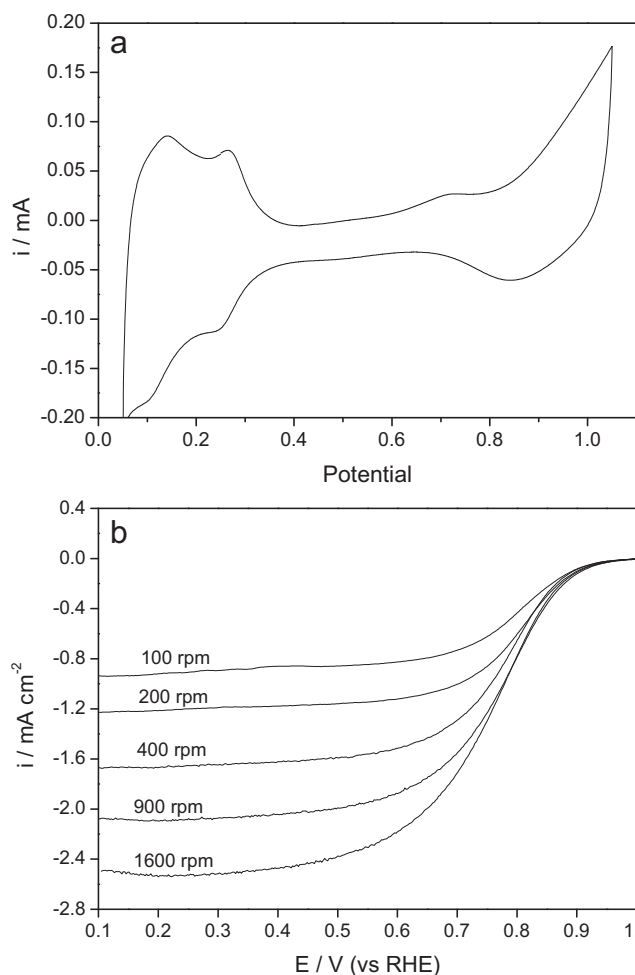 a
0.20
0.15
0.10
0.05
0.00
-0.05
-0.10
-0.15
-0.20
i / mA
0.0 0.2 0.4 0.6 0.8 1.0
Potential
b
0.4
0.0
-0.4
-0.8
-1.2
-1.6
-2.0
-2.4
-2.8
i / mA cm-2
100 rpm
200 rpm
400 rpm
900 rpm
1600 rpm
0.1 0.2 0.3 0.4 0.5 0.6 0.7 0.8 0.9 1
E / V (vs RHE)